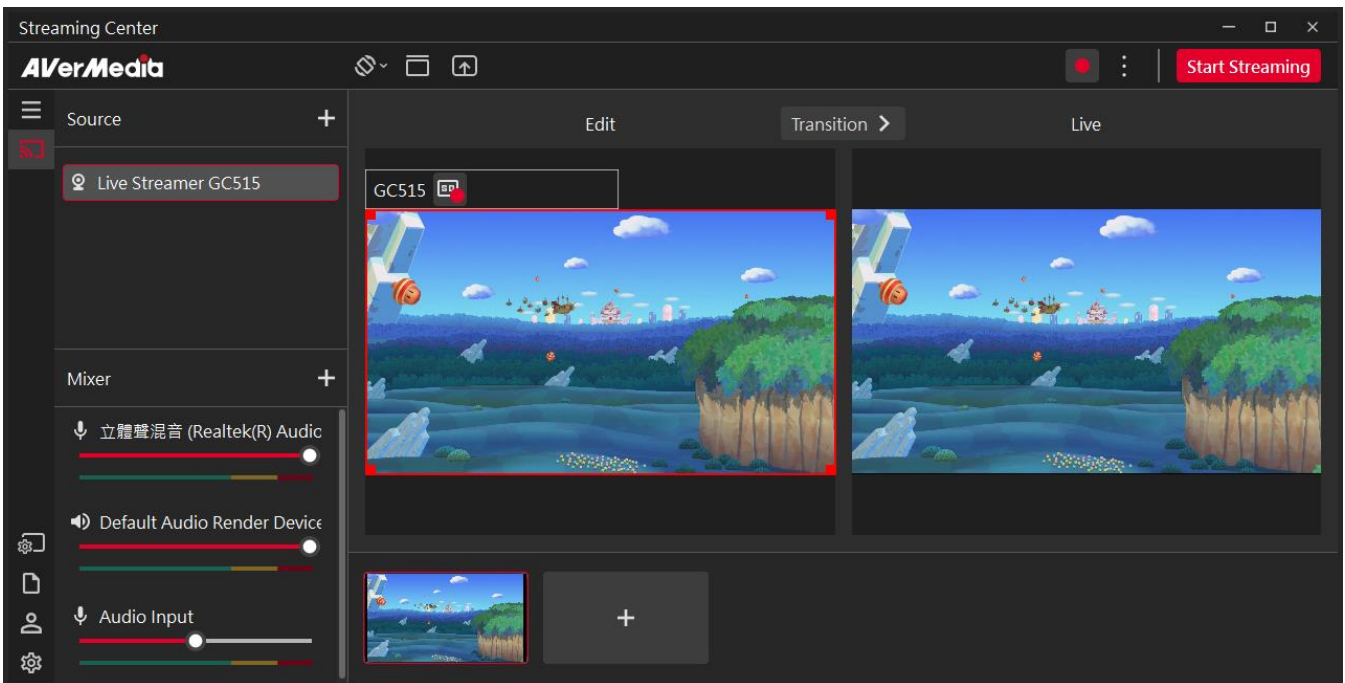 Streaming Center
AVerMedia
Start Streaming
Source
Live Streamer GC515
Edit
Transition
Live
GC515
Mixer
立體聲混音 (Realtek(R) Audio
Default Audio Render Device
Audio Input